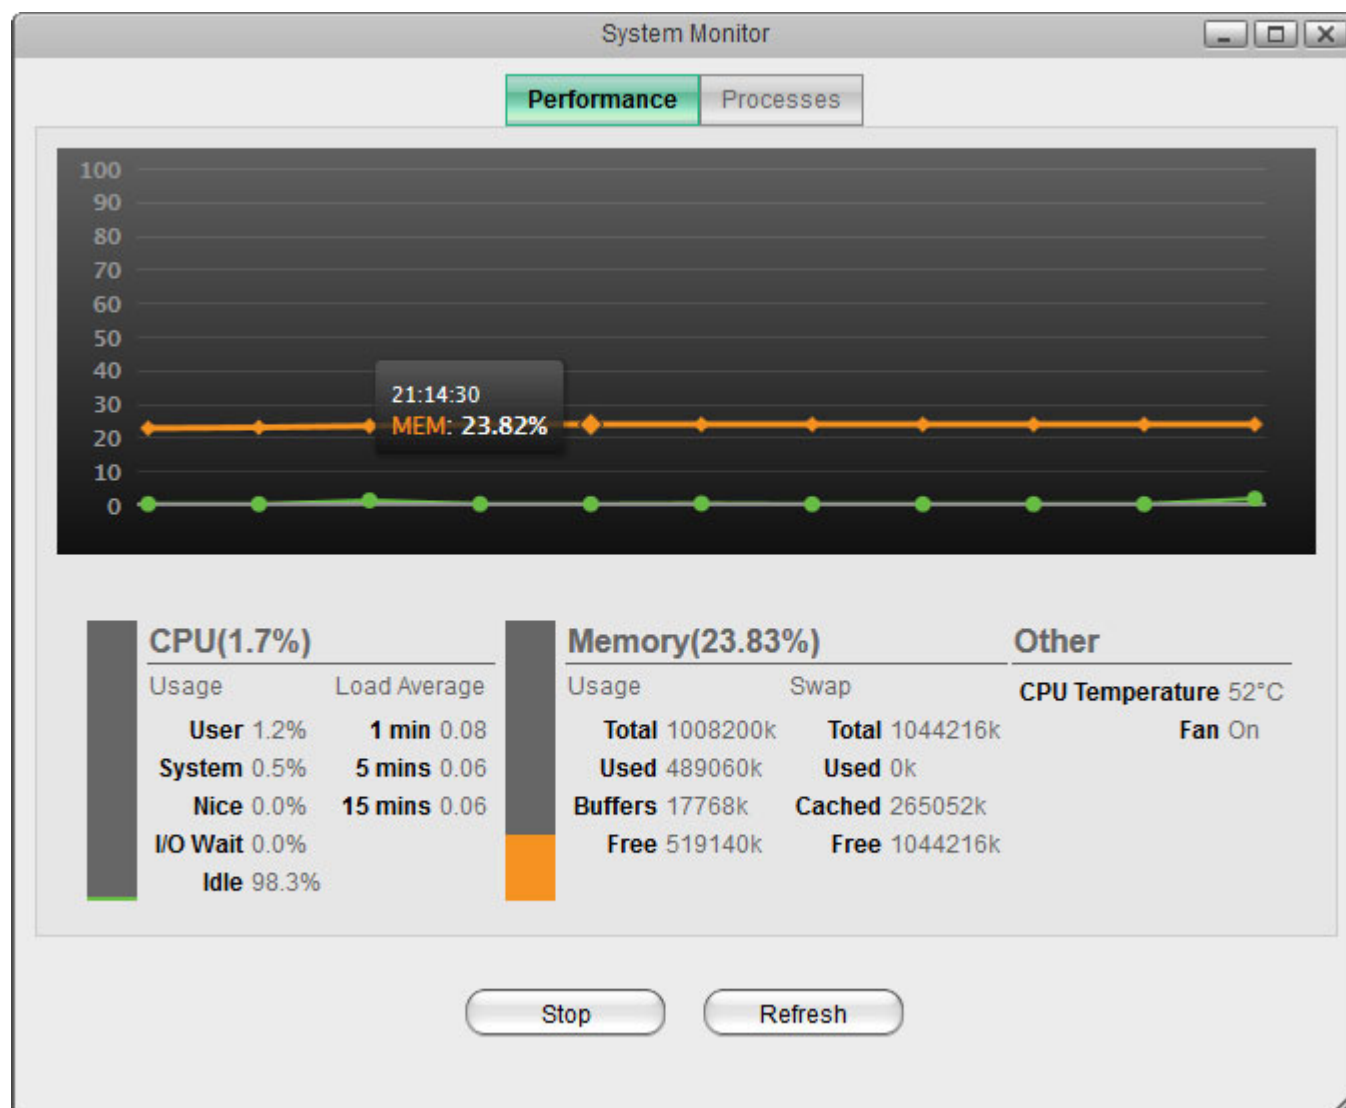 System Monitor
Performance Processes
100
90
80
70
60
50
40
30
20
10
0
21:14:30
MEM: 23.82%
CPU(1.7%) Memory(23.83%) Other
Usage Load Average Usage Swap CPU Temperature 52°C
User 1.2% 1 min 0.08 Total 1008200k Total 1044216k Fan On
System 0.5% 5 mins 0.06 Used 489060k Used 0k
Nice 0.0% 15 mins 0.06 Buffers 17768k Cached 265052k
I/O Wait 0.0% Free 519140k Free 1044216k
Idle 98.3%
Stop Refresh